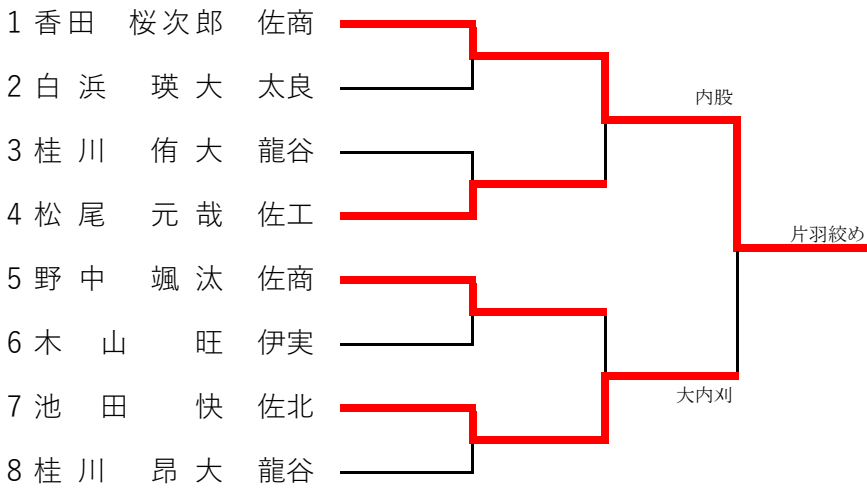 1 香田 桜次郎 佐商
2 白浜 瑛大 太良
内股
3 桂川 侑大 龍谷
4 松尾 元哉 佐工
片羽絞め
5 野中 颯汰 佐商
6 木山 旺 伊実
大内刈
7 池田 快 佐北
8 桂川 昂大 龍谷